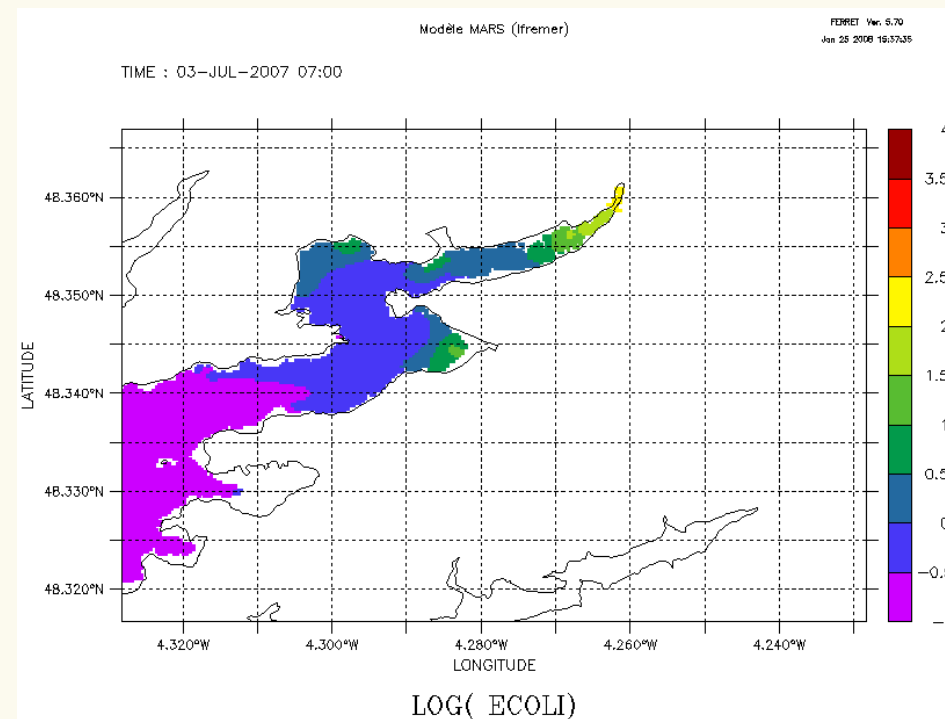 Modèle MARS (Ifremer)
FERRET Ver. 5.70
Jan 25 2008 15:37:35
TIME : 03-JUL-2007 07:00
48.360°N
48.350°N
48.340°N
48.330°N
48.320°N
LATITUDE
4.320°W 4.300°W 4.280°W 4.260°W 4.240°W
LONGITUDE
4
3.5
3
2.5
2
1.5
1
0.5
0
-0.5
LOG( ECOLI)